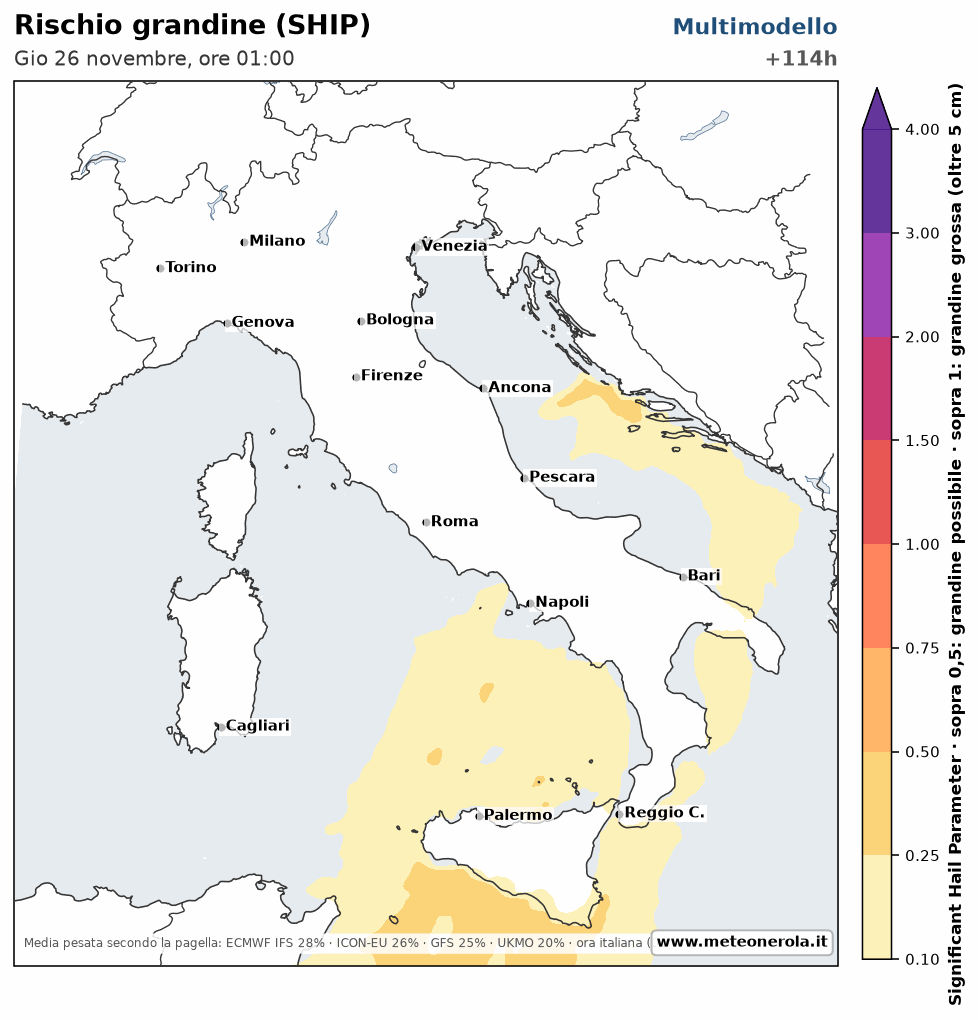 Rischio grandine (SHIP)
Multimodello
Gio 26 novembre, ore 01:00
+114h
Milano
Venezia
Torino
Genova
Bologna
Firenze
Ancona
Pescara
Roma
Bari
Napoli
Cagliari
Palermo
Reggio C.
Media pesata secondo la pagella: ECMWF IFS 28% · ICON-EU 26% · GFS 25% · UKMO 20% · ora italiana (
www.meteonerola.it
4.00
3.00
2.00
1.50
1.00
0.75
0.50
0.25
0.10
Significant Hail Parameter · sopra 0,5: grandine possibile · sopra 1: grandine grossa (oltre 5 cm)